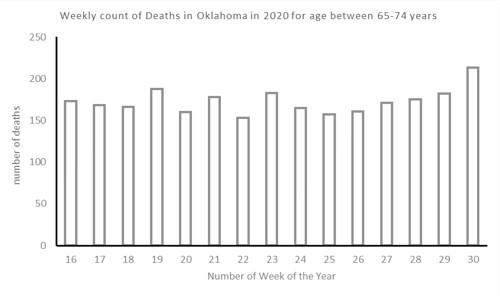 Weekly count of Deaths in Oklahoma in 2020 for age between 65-74 years
250
200
150
100
50
0
number of deaths
16 17 18 19 20 21 22 23 24 25 26 27 28 29 30
Number of Week of the Year